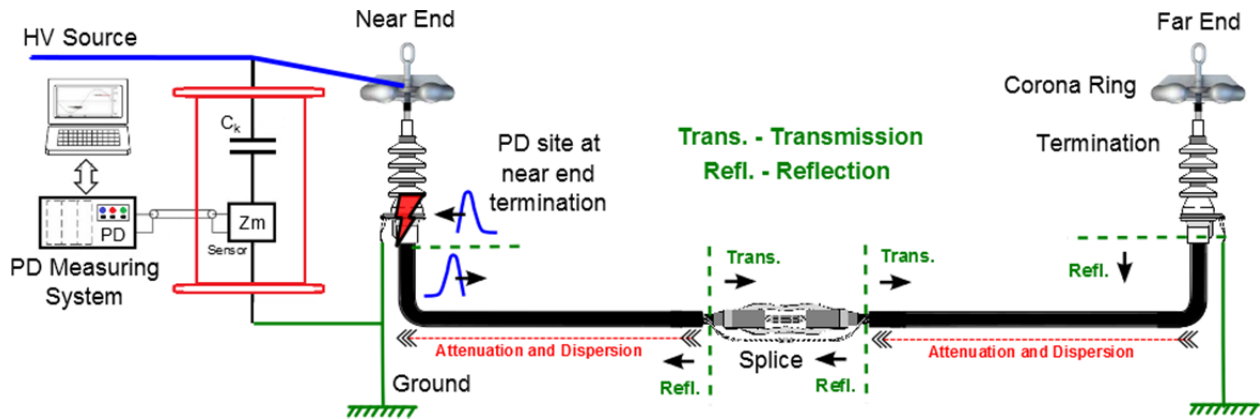 Near End
Far End
HV Source
Corona Ring
Ck
PD site at
near end
termination
Trans. - Transmission
Refl. - Reflection
Termination
PD
Zm
Sensor
PD Measuring
System
Trans.
Trans.
Refl.
Attenuation and Dispersion
Splice
Attenuation and Dispersion
Refl.
Refl.
Ground